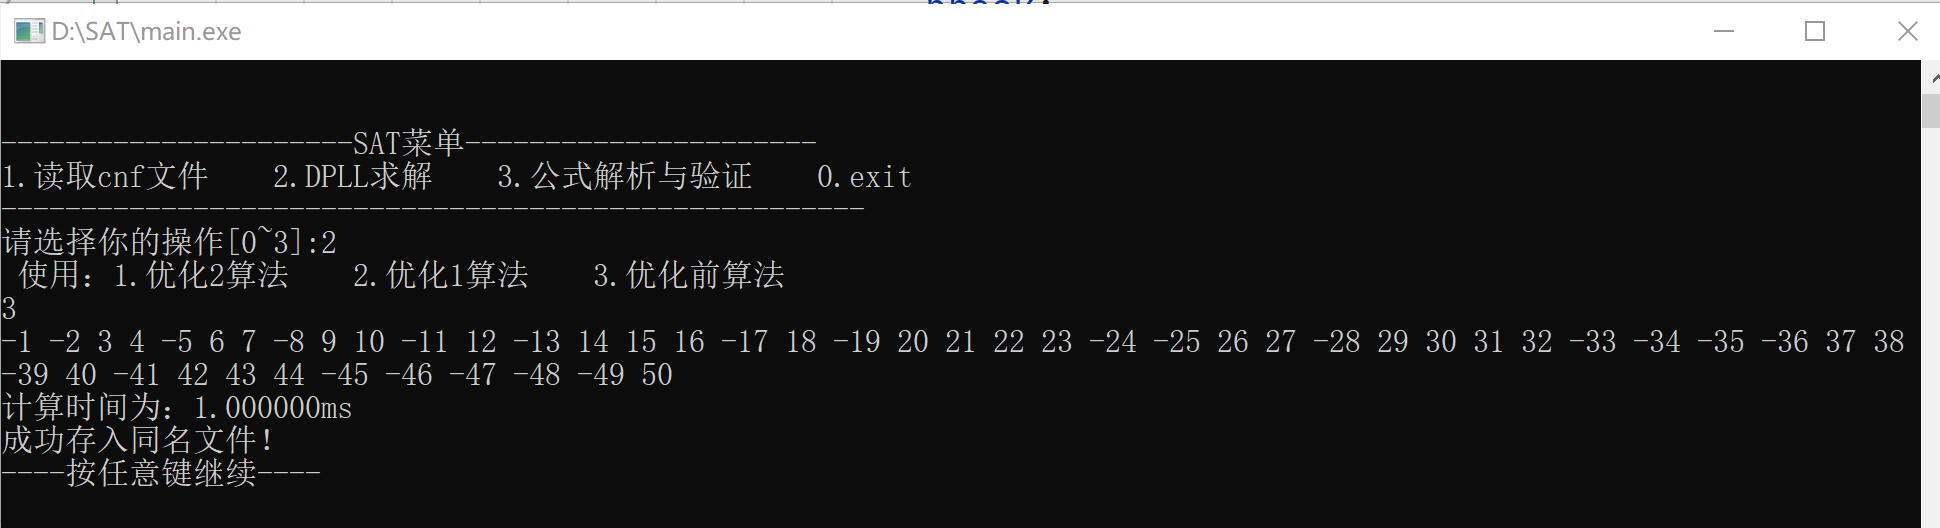 D:\SAT\main.exe
----------------------SAT菜单----------------------
1.读取cnf文件    2.DPLL求解    3.公式解析与验证    0.exit
------------------------------------------------------
请选择你的操作[0~3]:2
 使用：1.优化2算法    2.优化1算法    3.优化前算法
3
-1 -2 3 4 -5 6 7 -8 9 10 -11 12 -13 14 15 16 -17 18 -19 20 21 22 23 -24 -25 26 27 -28 29 30 31 32 -33 -34 -35 -36 37 38
-39 40 -41 42 43 44 -45 -46 -47 -48 -49 50
计算时间为：1.000000ms
成功存入同名文件！
----按任意键继续----